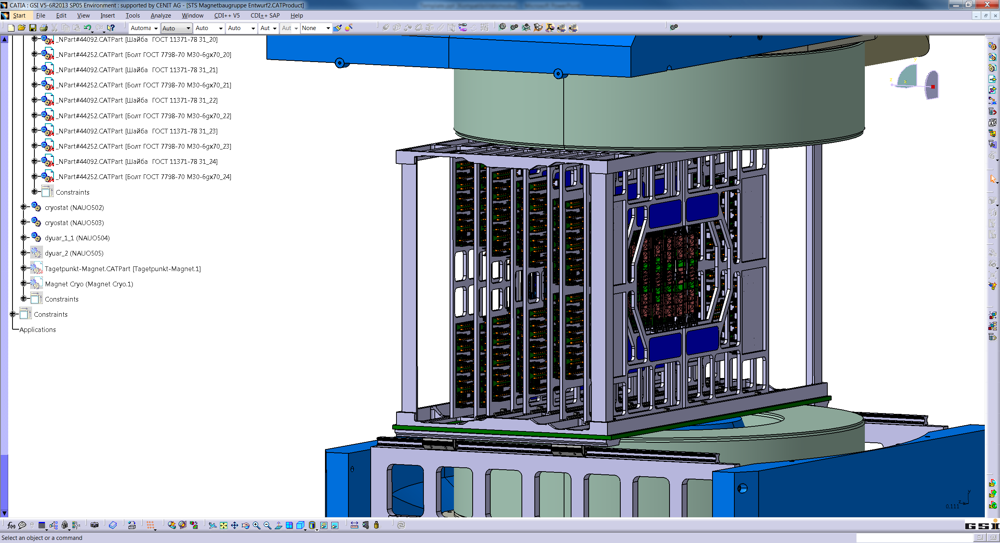 CATIA : GSI V5-6R2013 SP05 Environment : supported by CENIT AG - [STS Magnetbaugruppe Entwurf2.CATProduct]
Start File Edit View Insert Tools Analyze Window CDI++ V5 CDI++ SAP Help
Automa Auto Auto Auto Aut Aut None
_NPart#44092.CATPart [Шайба ГОСТ 11371-78 31_20]
_NPart#44252.CATPart [Болт ГОСТ 7798-70 M30-6gx70_20]
_NPart#44092.CATPart [Шайба ГОСТ 11371-78 31_21]
_NPart#44252.CATPart [Болт ГОСТ 7798-70 M30-6gx70_21]
_NPart#44092.CATPart [Шайба ГОСТ 11371-78 31_22]
_NPart#44252.CATPart [Болт ГОСТ 7798-70 M30-6gx70_22]
_NPart#44092.CATPart [Шайба ГОСТ 11371-78 31_23]
_NPart#44252.CATPart [Болт ГОСТ 7798-70 M30-6gx70_23]
_NPart#44092.CATPart [Шайба ГОСТ 11371-78 31_24]
_NPart#44252.CATPart [Болт ГОСТ 7798-70 M30-6gx70_24]
Constraints
cryostat (NAUO502)
cryostat (NAUO503)
dyuar_1_1 (NAUO504)
dyuar_2 (NAUO505)
Tagetpunkt-Magnet.CATPart [Tagetpunkt-Magnet.1]
Magnet Cryo (Magnet Cryo.1)
Constraints
Constraints
Applications
y
z
x
y
z x
0,111
GSI
Select an object or a command